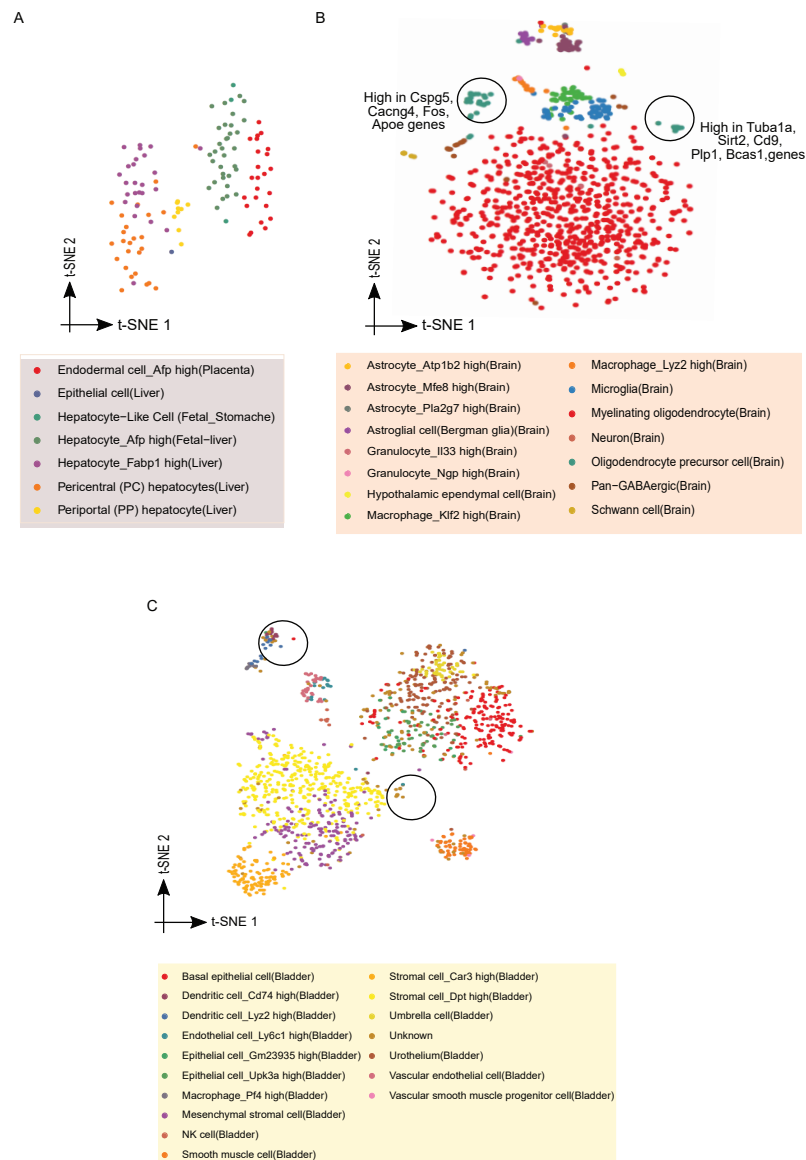 A
t-SNE 2
t-SNE 1
Endodermal cell_Afp high(Placenta)
Epithelial cell(Liver)
Hepatocyte-Like Cell (Fetal_Stomache)
Hepatocyte_Afp high(Fetal-liver)
Hepatocyte_Fabp1 high(Liver)
Pericentral (PC) hepatocytes(Liver)
Periportal (PP) hepatocyte(Liver)
B
High in Cspg5,
Cacng4, Fos,
Apoe genes
High in Tuba1a,
Sirt2, Cd9,
Plp1, Bcas1,genes
t-SNE 2
t-SNE 1
Astrocyte_Atp1b2 high(Brain)
Astrocyte_Mfe8 high(Brain)
Astrocyte_Pla2g7 high(Brain)
Astroglial cell(Bergman glia)(Brain)
Granulocyte_Il33 high(Brain)
Granulocyte_Ngp high(Brain)
Hypothalamic ependymal cell(Brain)
Macrophage_Klf2 high(Brain)
Macrophage_Lyz2 high(Brain)
Microglia(Brain)
Myelinating oligodendrocyte(Brain)
Neuron(Brain)
Oligodendrocyte precursor cell(Brain)
Pan-GABAergic(Brain)
Schwann cell(Brain)
C
t-SNE 2
t-SNE 1
Basal epithelial cell(Bladder)
Dendritic cell_Cd74 high(Bladder)
Dendritic cell_Lyz2 high(Bladder)
Endothelial cell_Ly6c1 high(Bladder)
Epithelial cell_Gm23935 high(Bladder)
Epithelial cell_Upk3a high(Bladder)
Macrophage_Pf4 high(Bladder)
Mesenchymal stromal cell(Bladder)
NK cell(Bladder)
Smooth muscle cell(Bladder)
Stromal cell_Car3 high(Bladder)
Stromal cell_Dpt high(Bladder)
Umbrella cell(Bladder)
Unknown
Urothelium(Bladder)
Vascular endothelial cell(Bladder)
Vascular smooth muscle progenitor cell(Bladder)